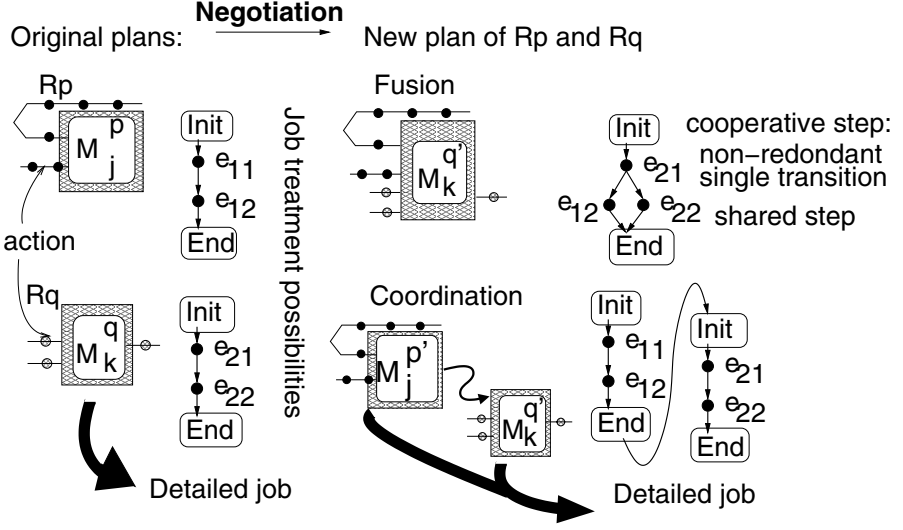 Negotiation
Original plans:
New plan of Rp and Rq
Rp
M p j
Init
e11
e12
End
action
Rq
M q k
Init
e21
e22
End
Detailed job
Job treatment possibilities
Fusion
M q' k
Init
e21
e12
e22
End
cooperative step:
non-redondant
single transition
shared step
Coordination
M p' j
M q' k
Init
e11
e12
End
Init
e21
e22
End
Detailed job